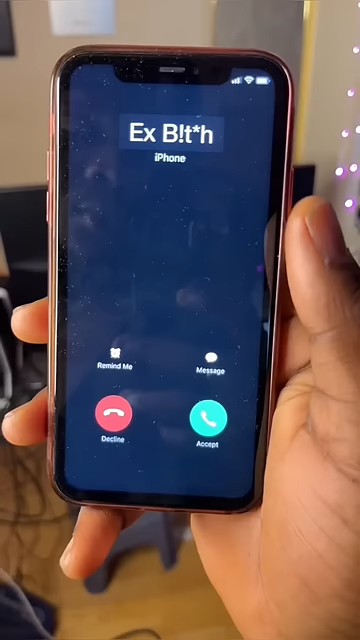 Ex B!t*h
iPhone
Remind Me
Message
Decline
Accept